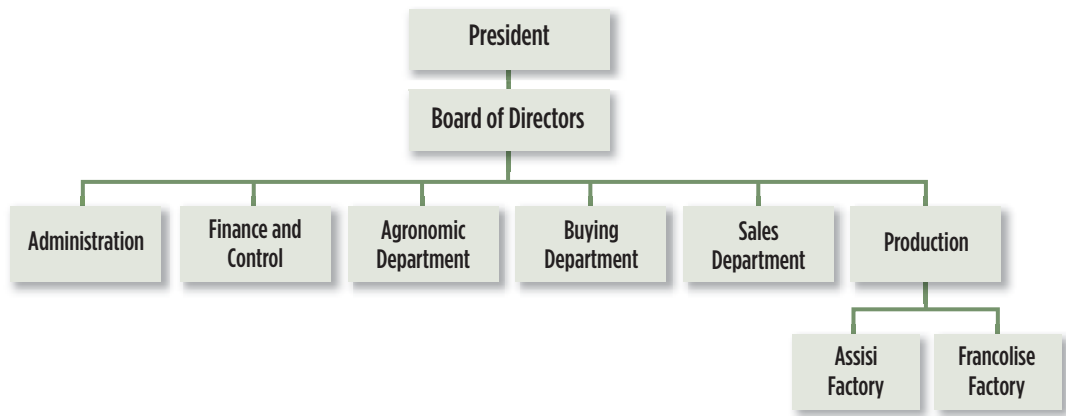 President
Board of Directors
Administration
Finance and
Control
Agronomic
Department
Buying
Department
Sales
Department
Production
Assisi
Factory
Francolise
Factory